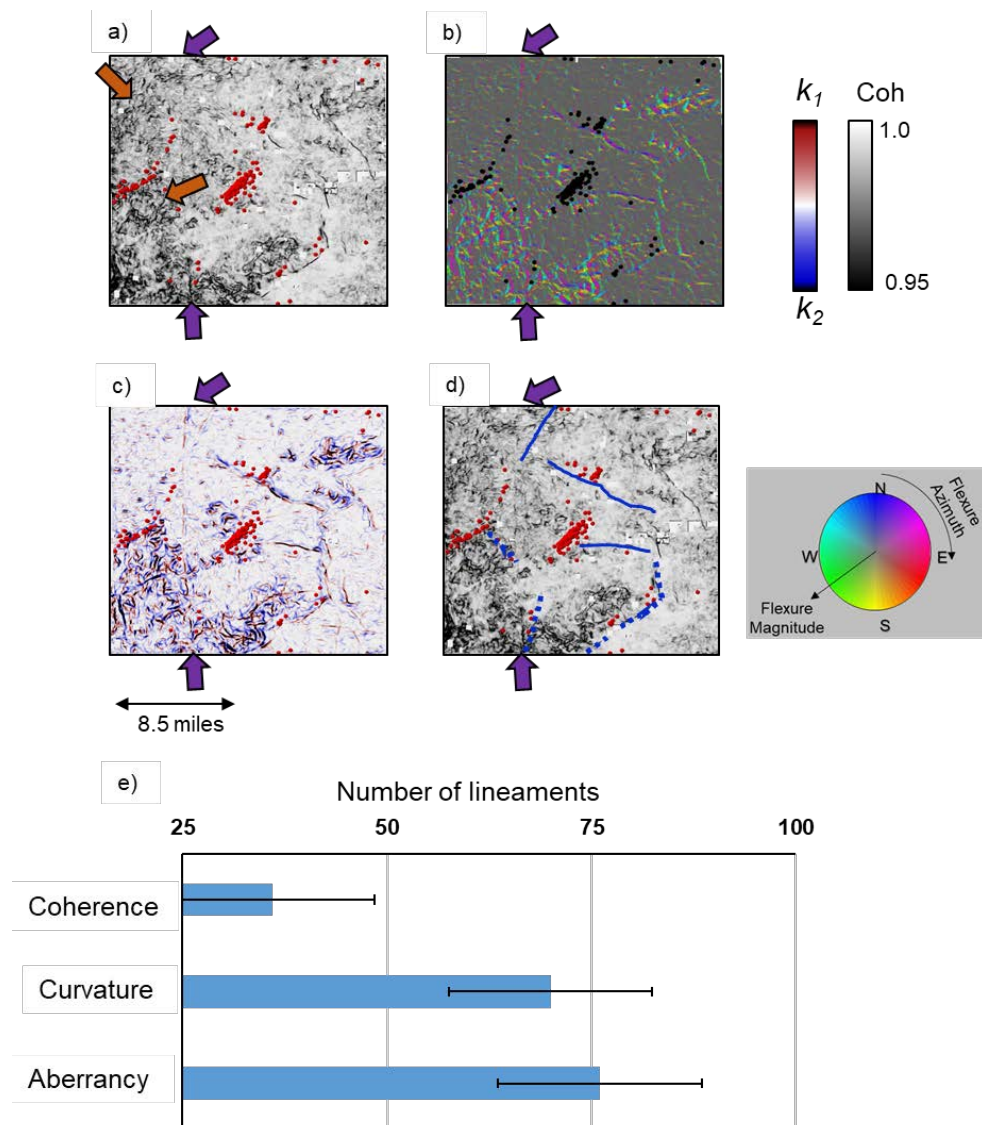 a)
b)
k1
Coh
1.0
0.95
k2
c)
d)
N
W
E
S
Flexure
Azimuth
Flexure
Magnitude
8.5 miles
e)
Number of lineaments
25
50
75
100
Coherence
Curvature
Aberrancy